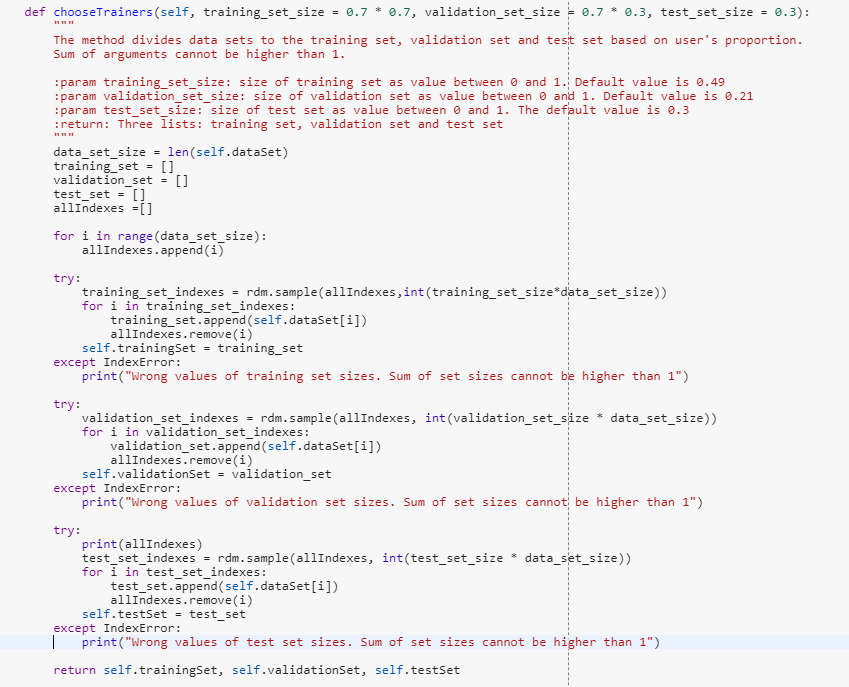 def chooseTrainers(self, training_set_size = 0.7 * 0.7, validation_set_size = 0.7 * 0.3, test_set_size = 0.3):
"""
The method divides data sets to the training set, validation set and test set based on user's proportion.
Sum of arguments cannot be higher than 1.
:param training_set_size: size of training set as value between 0 and 1. Default value is 0.49
:param validation_set_size: size of validation set as value between 0 and 1. Default value is 0.21
:param test_set_size: size of test set as value between 0 and 1. The default value is 0.3
:return: Three lists: training set, validation set and test set
"""
data_set_size = len(self.dataSet)
training_set = []
validation_set = []
test_set = []
allIndexes =[]
for i in range(data_set_size):
allIndexes.append(i)
try:
training_set_indexes = rdm.sample(allIndexes,int(training_set_size*data_set_size))
for i in training_set_indexes:
training_set.append(self.dataSet[i])
allIndexes.remove(i)
self.trainingSet = training_set
except IndexError:
print("Wrong values of training set sizes. Sum of set sizes cannot be higher than 1")
try:
validation_set_indexes = rdm.sample(allIndexes, int(validation_set_size * data_set_size))
for i in validation_set_indexes:
validation_set.append(self.dataSet[i])
allIndexes.remove(i)
self.validationSet = validation_set
except IndexError:
print("Wrong values of validation set sizes. Sum of set sizes cannot be higher than 1")
try:
print(allIndexes)
test_set_indexes = rdm.sample(allIndexes, int(test_set_size * data_set_size))
for i in test_set_indexes:
test_set.append(self.dataSet[i])
allIndexes.remove(i)
self.testSet = test_set
except IndexError:
print("Wrong values of test set sizes. Sum of set sizes cannot be higher than 1")
return self.trainingSet, self.validationSet, self.testSet